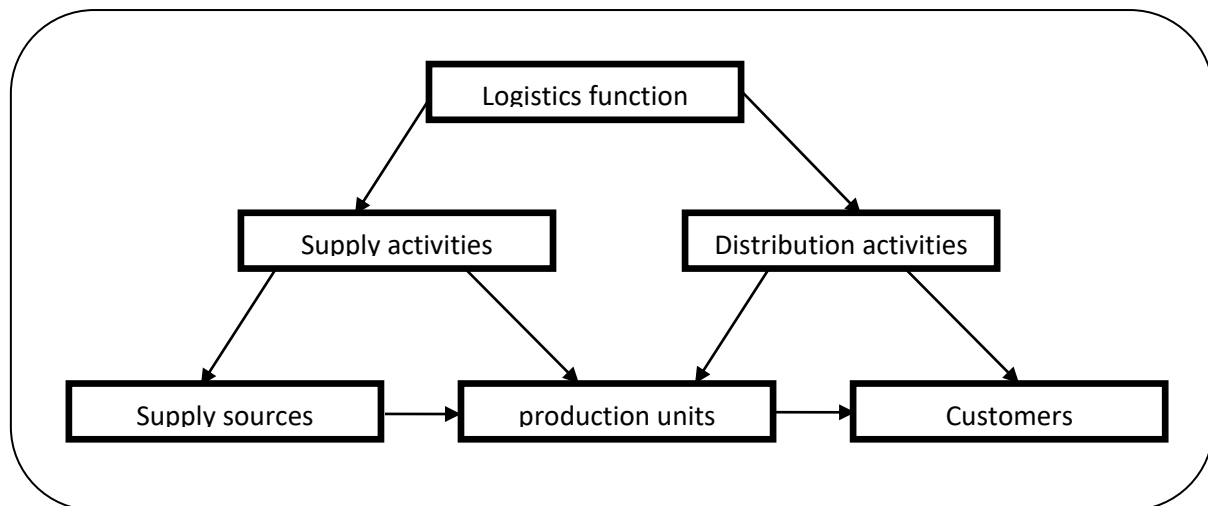 Logistics function
Supply activities
Distribution activities
Supply sources
production units
Customers